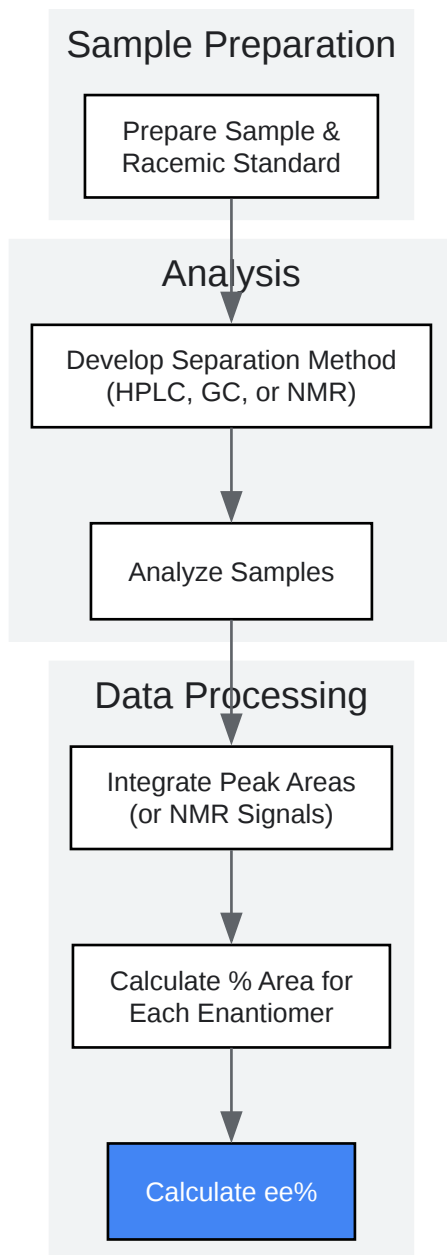 Sample Preparation
Prepare Sample &
Racemic Standard
Analysis
Develop Separation Method
(HPLC, GC, or NMR)
Analyze Samples
Data Processing
Integrate Peak Areas
(or NMR Signals)
Calculate % Area for
Each Enantiomer
Calculate ee%